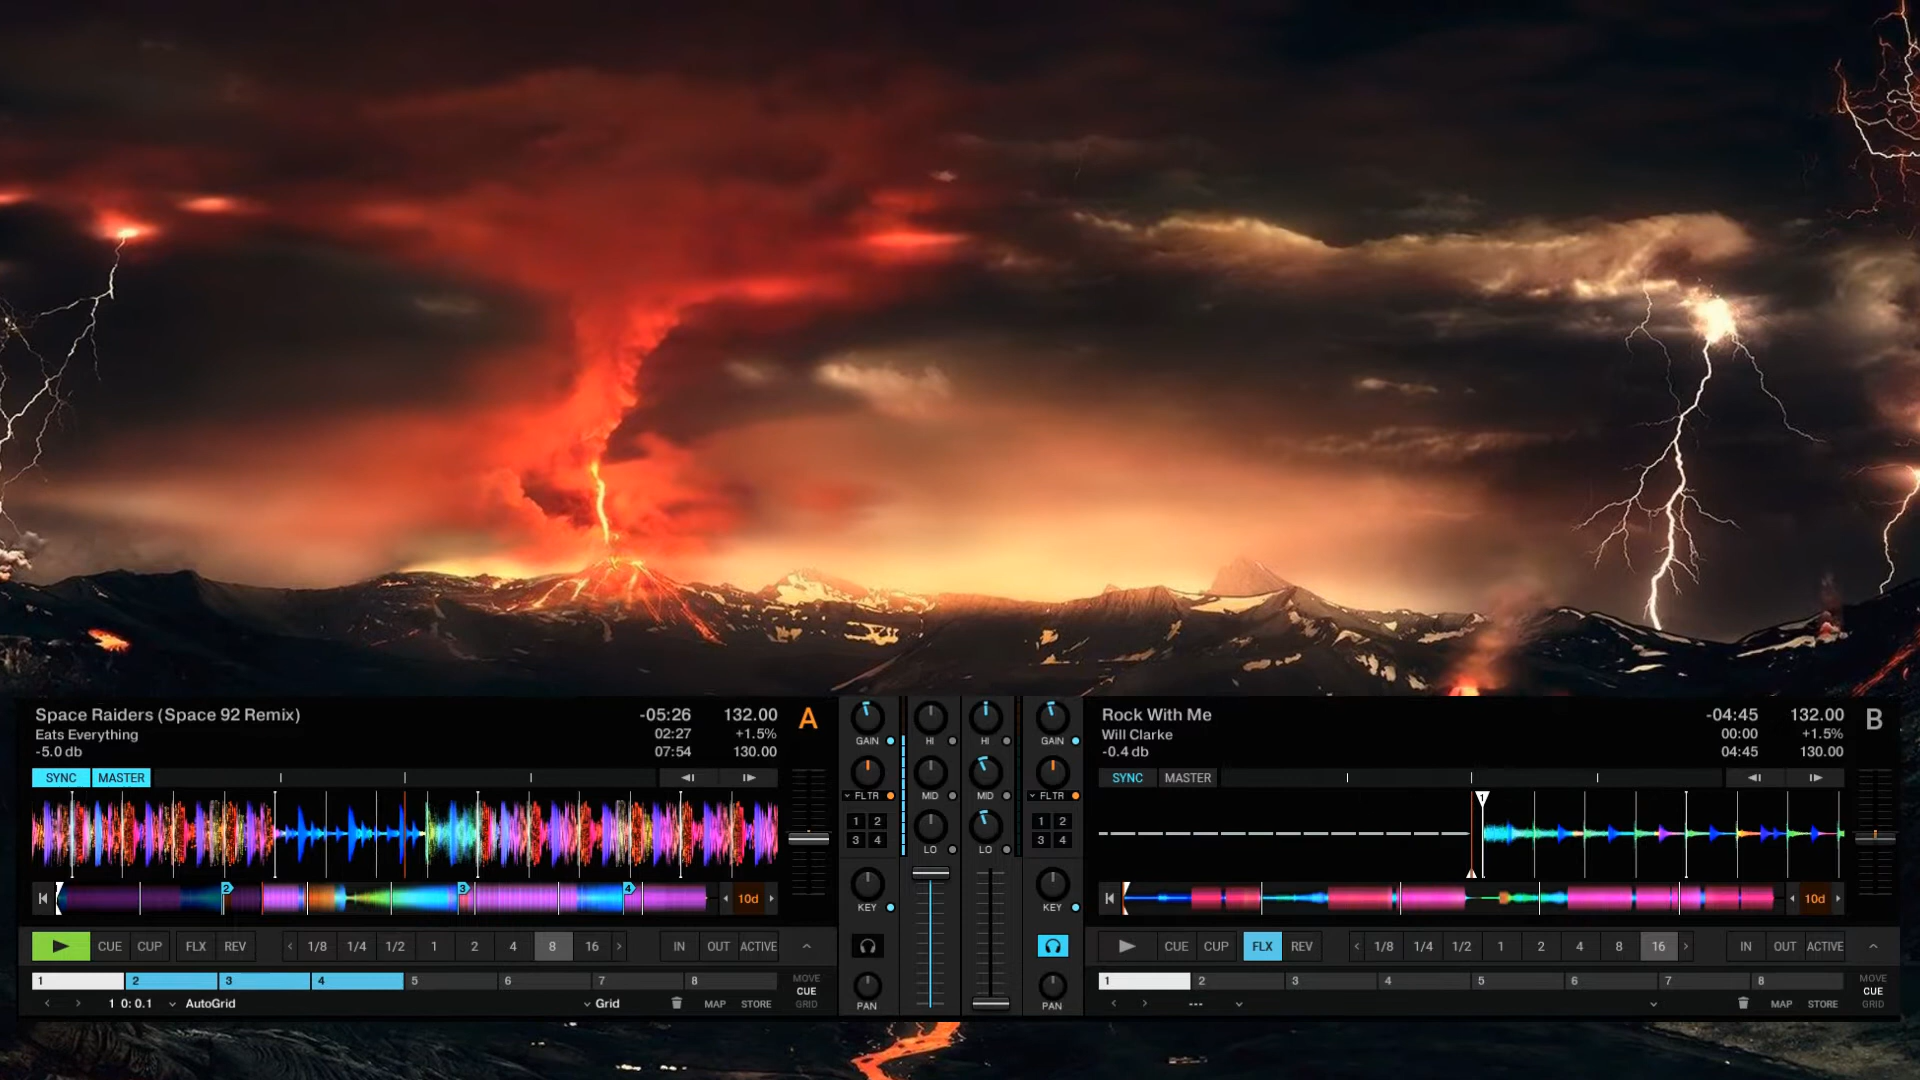 Space Raiders (Space 92 Remix) -05:26 132.00 A
Eats Everything 02:27 +1.5%
-5.0 db 07:54 130.00
SYNC MASTER
2 3 4 10d
CUE CUP FLX REV 1/8 1/4 1/2 1 2 4 8 16 IN OUT ACTIVE
1 2 3 4 5 6 7 8 MOVE
CUE
GRID
1 0: 0.1 AutoGrid Grid MAP STORE
GAIN HI HI GAIN
FLTR MID MID FLTR
1 2 1 2
3 4 3 4
LO LO
KEY KEY
PAN PAN
Rock With Me -04:45 132.00 B
Will Clarke 00:00 +1.5%
-0.4 db 04:45 130.00
SYNC MASTER
1
10d
CUE CUP FLX REV 1/8 1/4 1/2 1 2 4 8 16 IN OUT ACTIVE
1 2 3 4 5 6 7 8 MOVE
CUE
GRID
--- MAP STORE